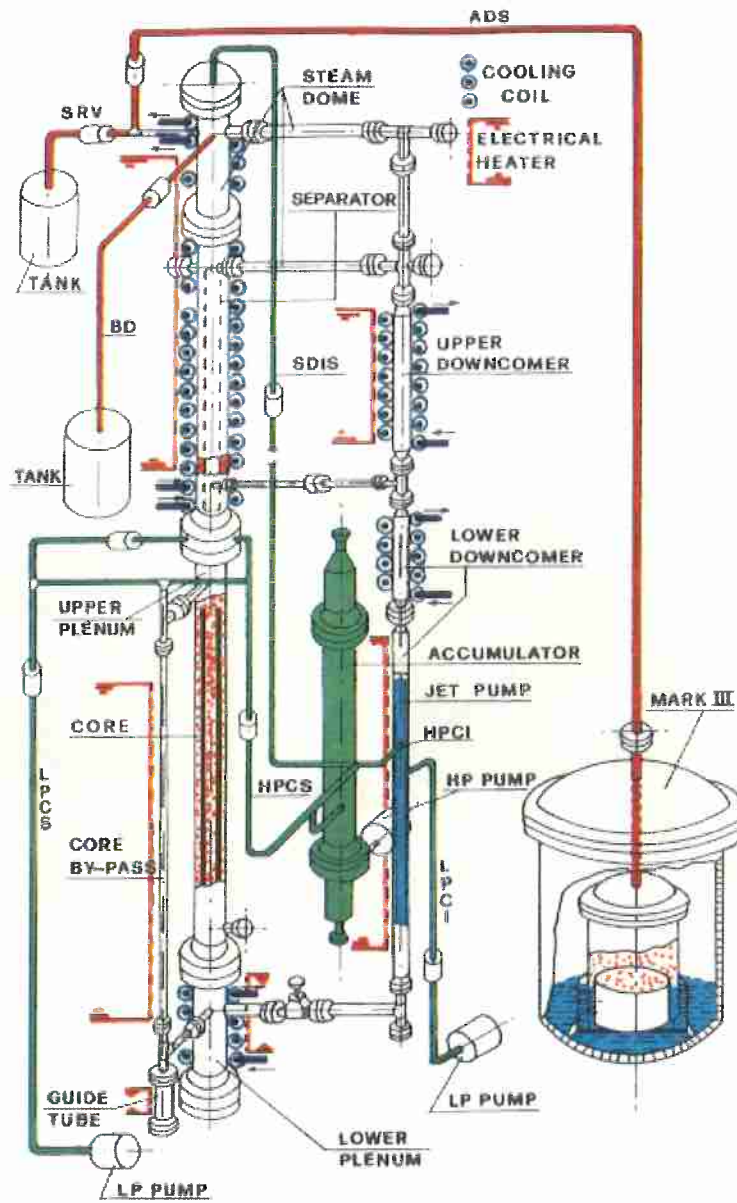 ADS
STEAM
DOME
COOLING
COIL
SRV
ELECTRICAL
HEATER
SEPARATOR
TANK
BD
SDIS
UPPER
DOWNCOMER
TANK
LOWER
DOWNCOMER
UPPER
PLENUM
ACCUMULATOR
JET PUMP
MARK III
CORE
HPCI
HPCS
HP PUMP
LPCS
CORE
BY-PASS
LPCI
GUIDE
TUBE
LP PUMP
LOWER
PLENUM
LP PUMP